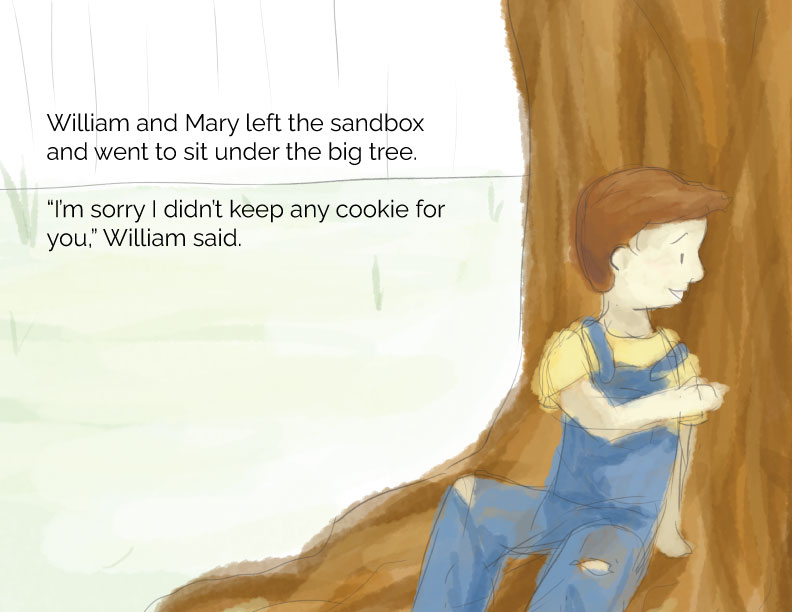 William and Mary left the sandbox
and went to sit under the big tree.
“I’m sorry I didn’t keep any cookie for
you,” William said.